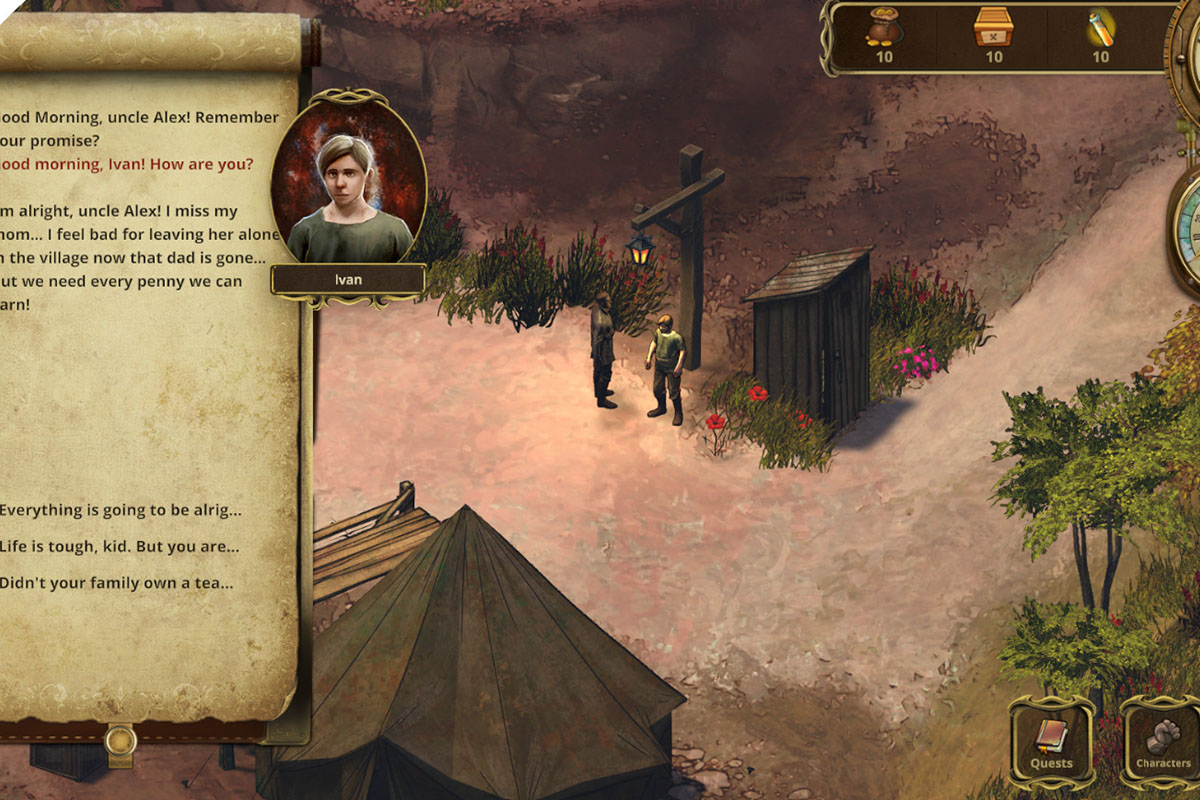 ood Morning, uncle Alex! Remember
our promise?
ood morning, Ivan! How are you?
m alright, uncle Alex! I miss my
mom... I feel bad for leaving her alone
n the village now that dad is gone...
ut we need every penny we can
arn!
Everything is going to be alrig...
Life is tough, kid. But you are...
Didn't your family own a tea...
Ivan
10
10
10
Quests
Characters